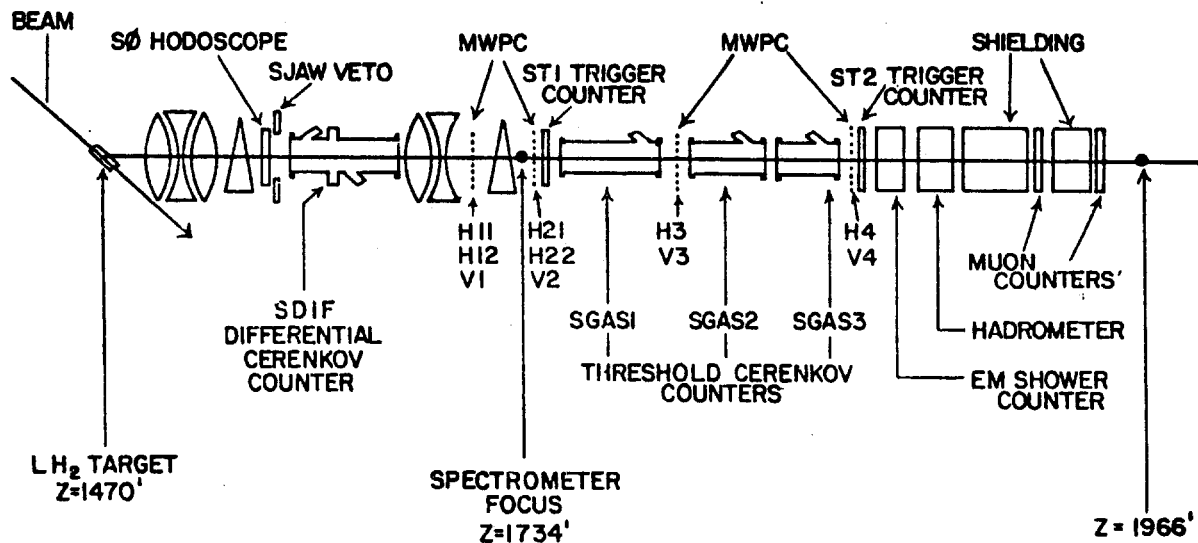 BEAM
SØ HODOSCOPE
SJAW VETO
MWPC
ST1 TRIGGER
COUNTER
MWPC
ST2 TRIGGER
COUNTER
SHIELDING
H11
H12
V1
H21
H22
V2
H3
V3
H4
V4
MUON
COUNTERS'
SDIF
DIFFERENTIAL
CERENKOV
COUNTER
SGAS1
SGAS2
SGAS3
THRESHOLD CERENKOV
COUNTERS
HADROMETER
EM SHOWER
COUNTER
LH₂ TARGET
Z=1470'
SPECTROMETER
FOCUS
Z=1734'
Z = 1966'